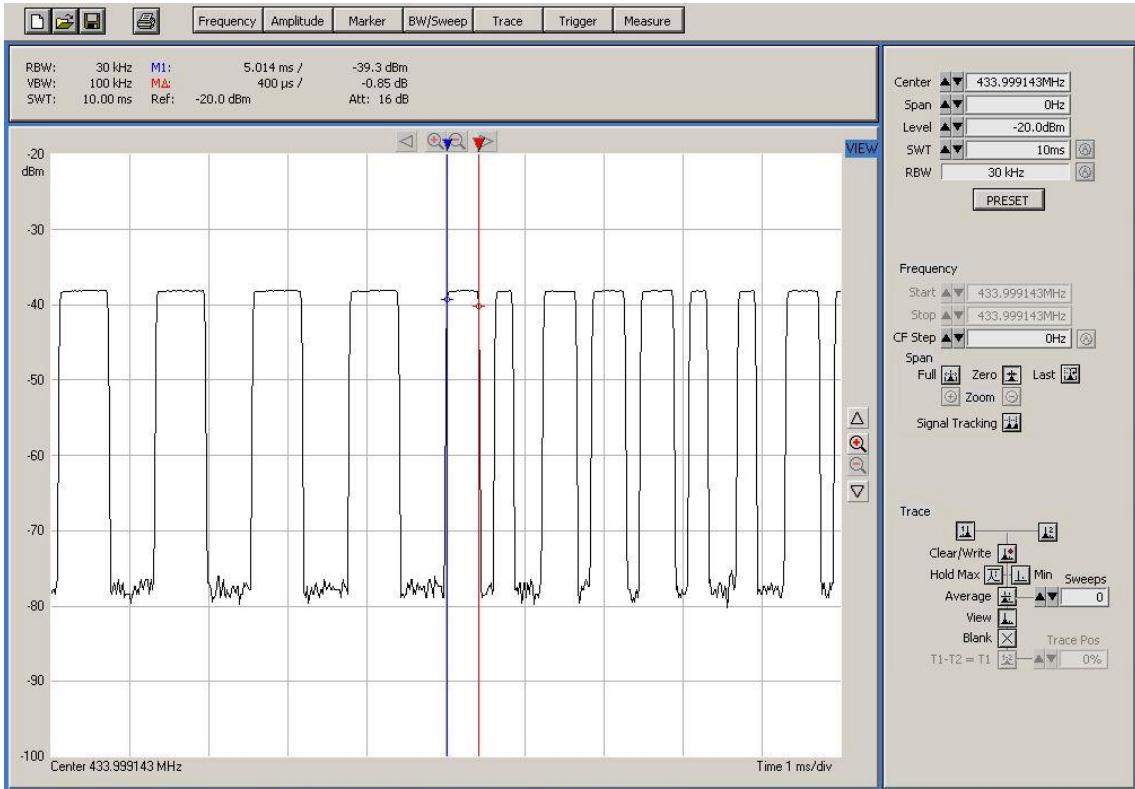 Frequency Amplitude Marker BW/Sweep Trace Trigger Measure
RBW: 30 kHz M1: 5.014 ms / -39.3 dBm
VBW: 100 kHz MΔ: 400 µs / -0.85 dB
SWT: 10.00 ms Ref: -20.0 dBm Att: 16 dB
VIEW
-20
dBm
-30
-40
-50
-60
-70
-80
-90
-100
Center 433.999143 MHz Time 1 ms/div
Center 433.999143MHz
Span 0Hz
Level -20.0dBm
SWT 10ms
RBW 30 kHz
PRESET
Frequency
Start 433.999143MHz
Stop 433.999143MHz
CF Step 0Hz
Span
Full Zero Last
Zoom
Signal Tracking
Trace
1 2
Clear/Write
Hold Max Min Sweeps
Average 0
View
Blank Trace Pos
T1-T2 = T1 0%